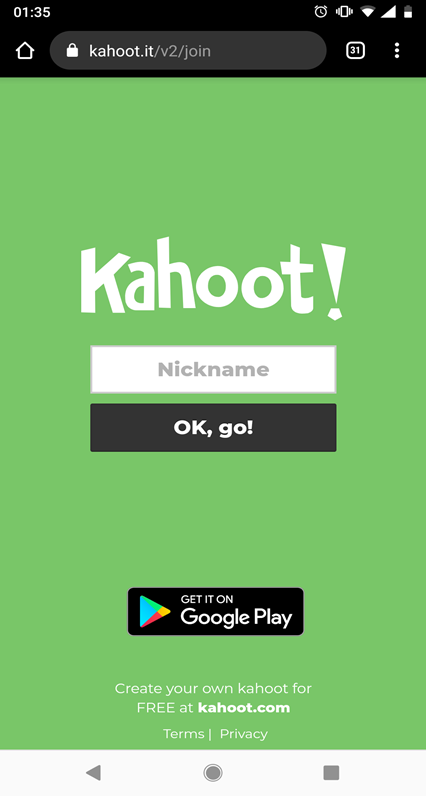 01:35
kahoot.it/v2/join
31
Kahoot!
Nickname
OK, go!
GET IT ON
Google Play
Create your own kahoot for
FREE at kahoot.com
Terms | Privacy